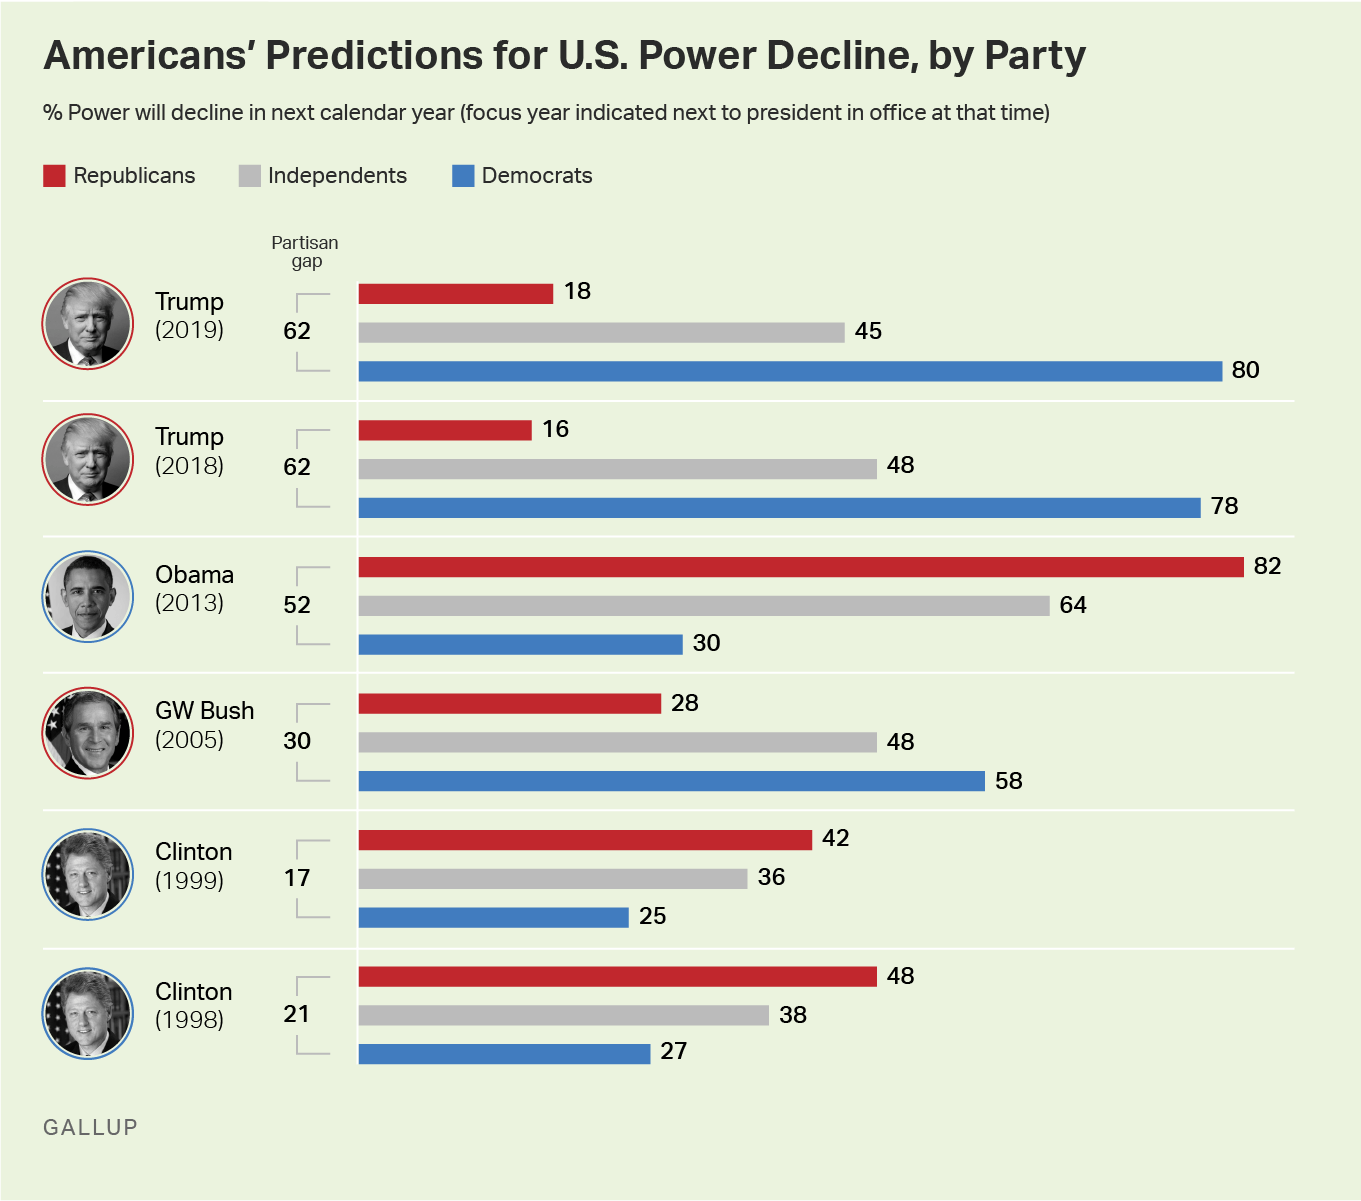 Americans’ Predictions for U.S. Power Decline, by Party
% Power will decline in next calendar year (focus year indicated next to president in office at that time)
Republicans Independents Democrats
Partisan
gap
Trump
(2019)
62
18
45
80
Trump
(2018)
62
16
48
78
Obama
(2013)
52
82
64
30
GW Bush
(2005)
30
28
48
58
Clinton
(1999)
17
42
36
25
Clinton
(1998)
21
48
38
27
GALLUP